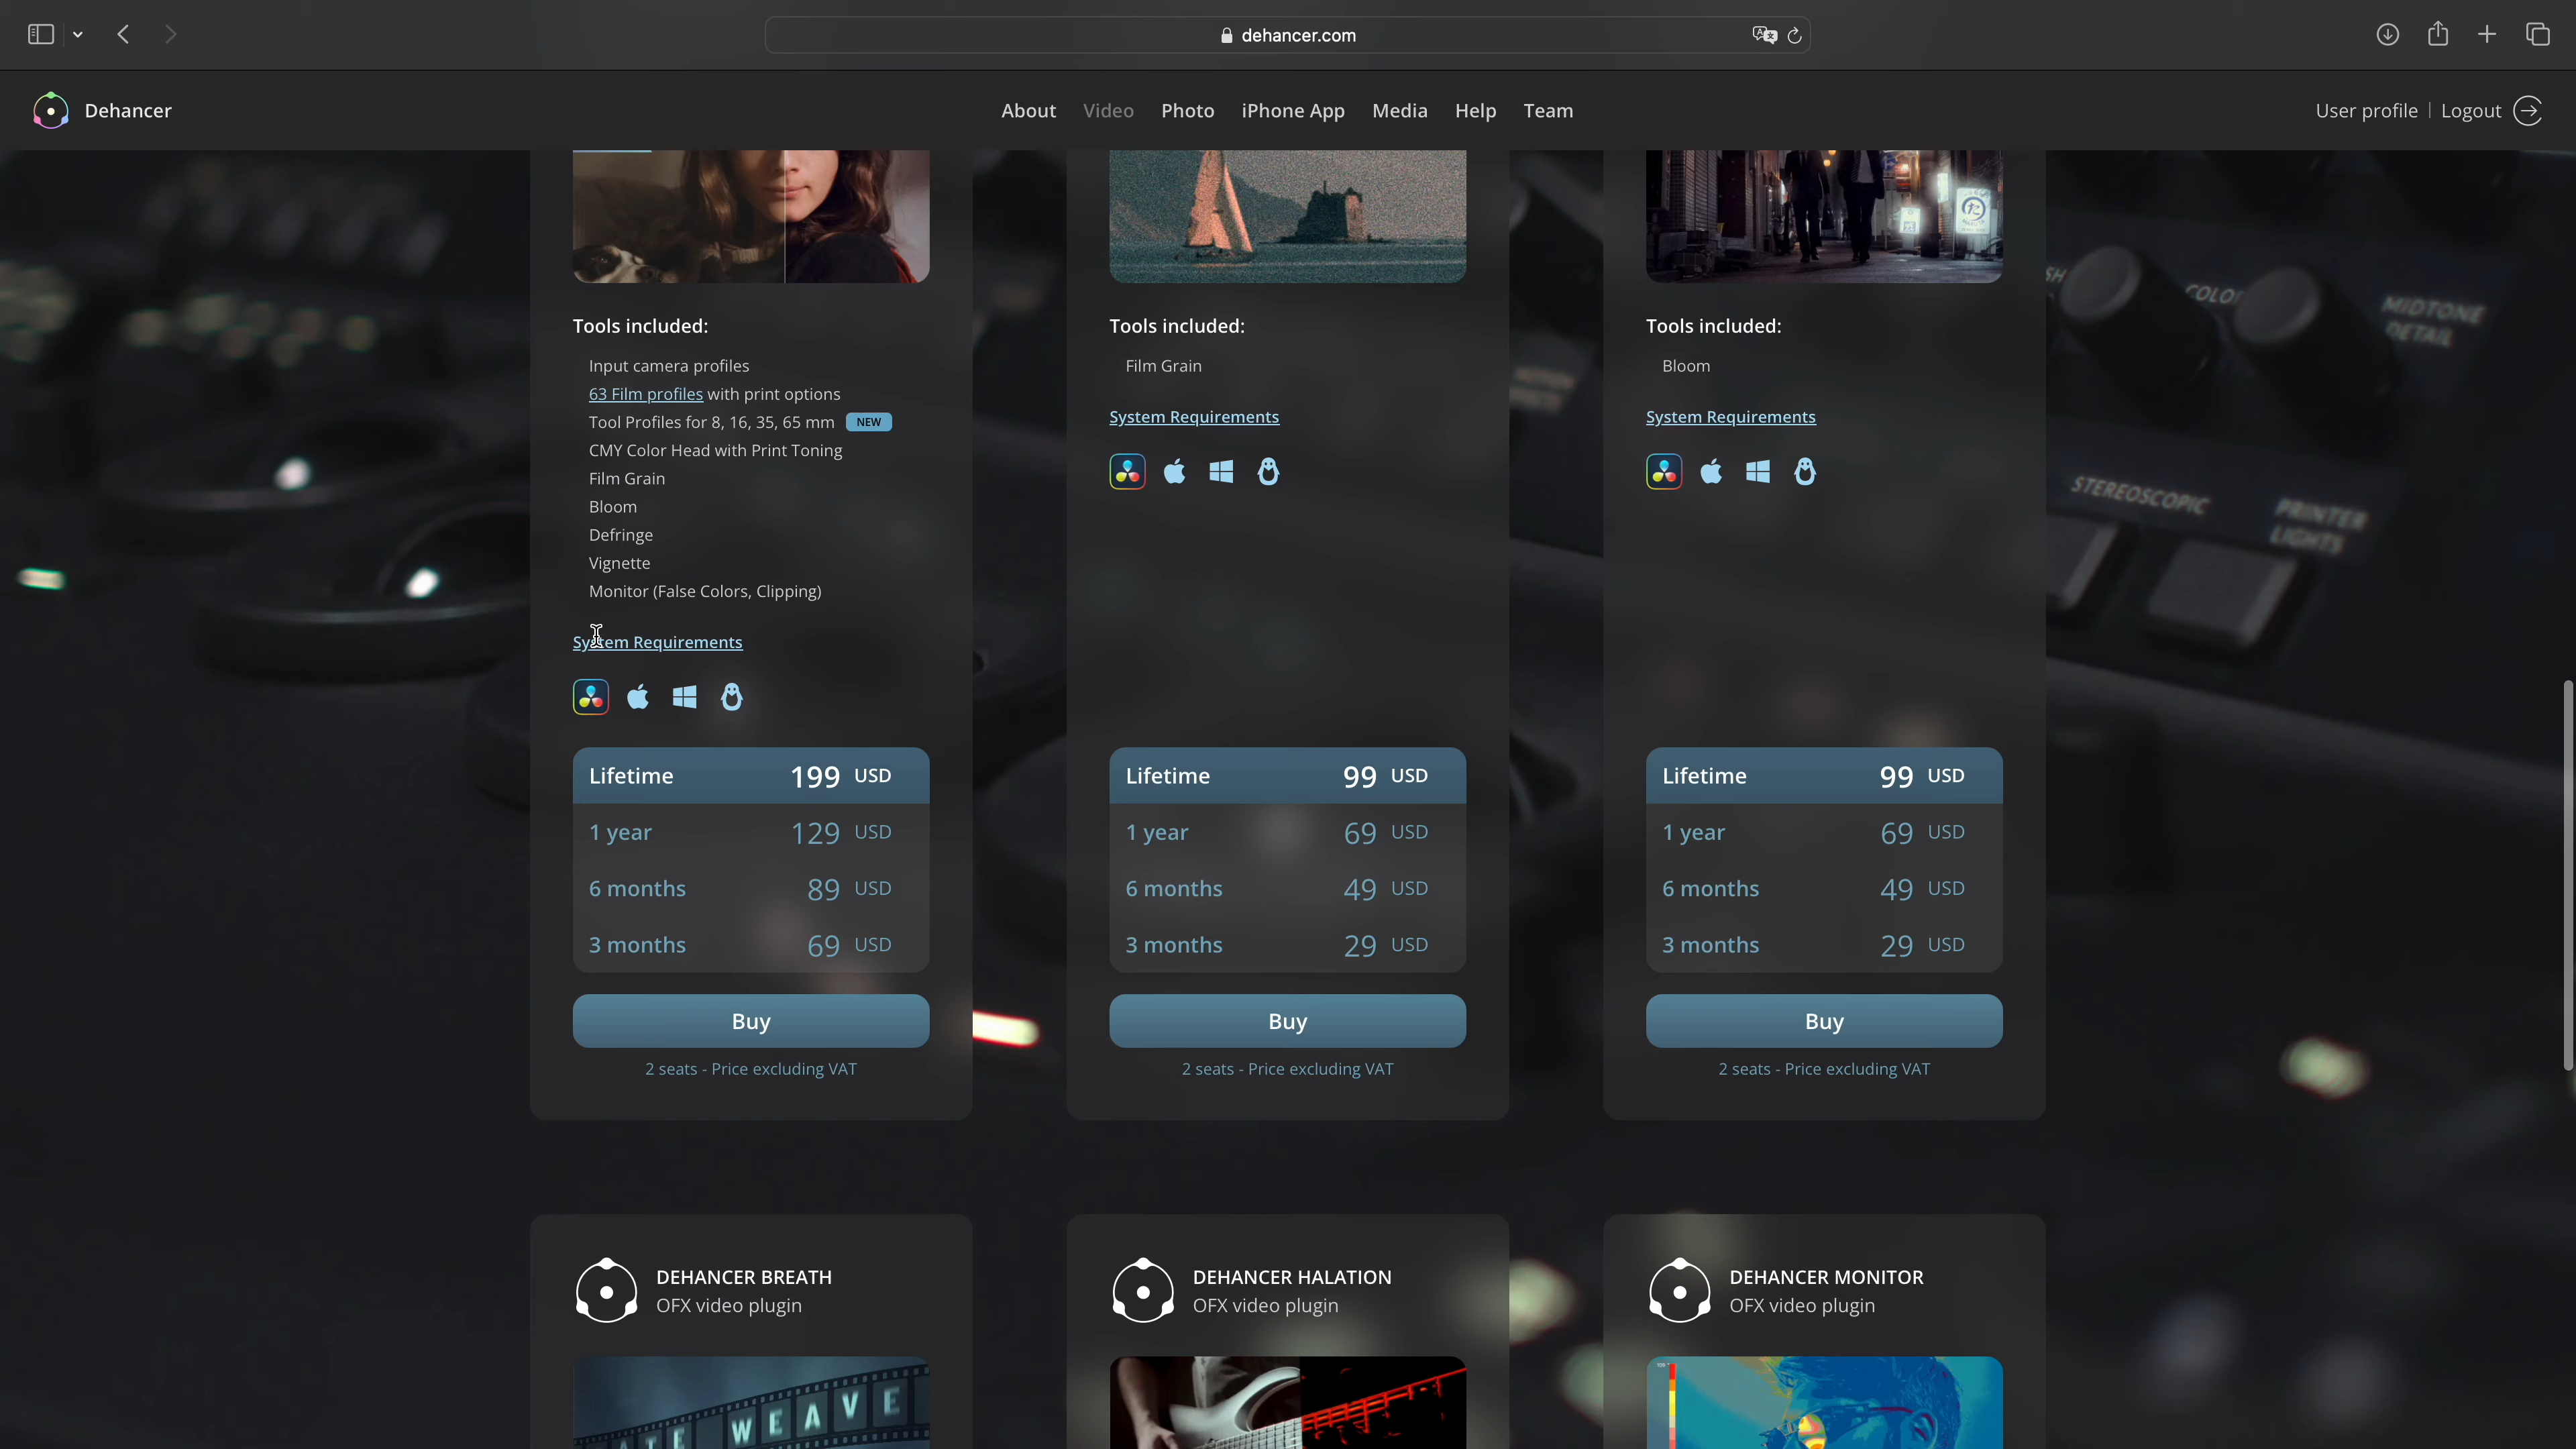 dehancer.com
Dehancer
About Video Photo iPhone App Media Help Team
User profile | Logout
Tools included:
Input camera profiles
63 Film profiles with print options
Tool Profiles for 8, 16, 35, 65 mm NEW
CMY Color Head with Print Toning
Film Grain
Bloom
Defringe
Vignette
Monitor (False Colors, Clipping)
System Requirements
Lifetime 199 USD
1 year 129 USD
6 months 89 USD
3 months 69 USD
Buy
2 seats - Price excluding VAT
Tools included:
Film Grain
System Requirements
Lifetime 99 USD
1 year 69 USD
6 months 49 USD
3 months 29 USD
Buy
2 seats - Price excluding VAT
Tools included:
Bloom
System Requirements
Lifetime 99 USD
1 year 69 USD
6 months 49 USD
3 months 29 USD
Buy
2 seats - Price excluding VAT
MIDTONE
DETAIL
STEREOSCOPIC
PRINTER
LIGHTS
DEHANCER BREATH
OFX video plugin
WEAVE
DEHANCER HALATION
OFX video plugin
DEHANCER MONITOR
OFX video plugin